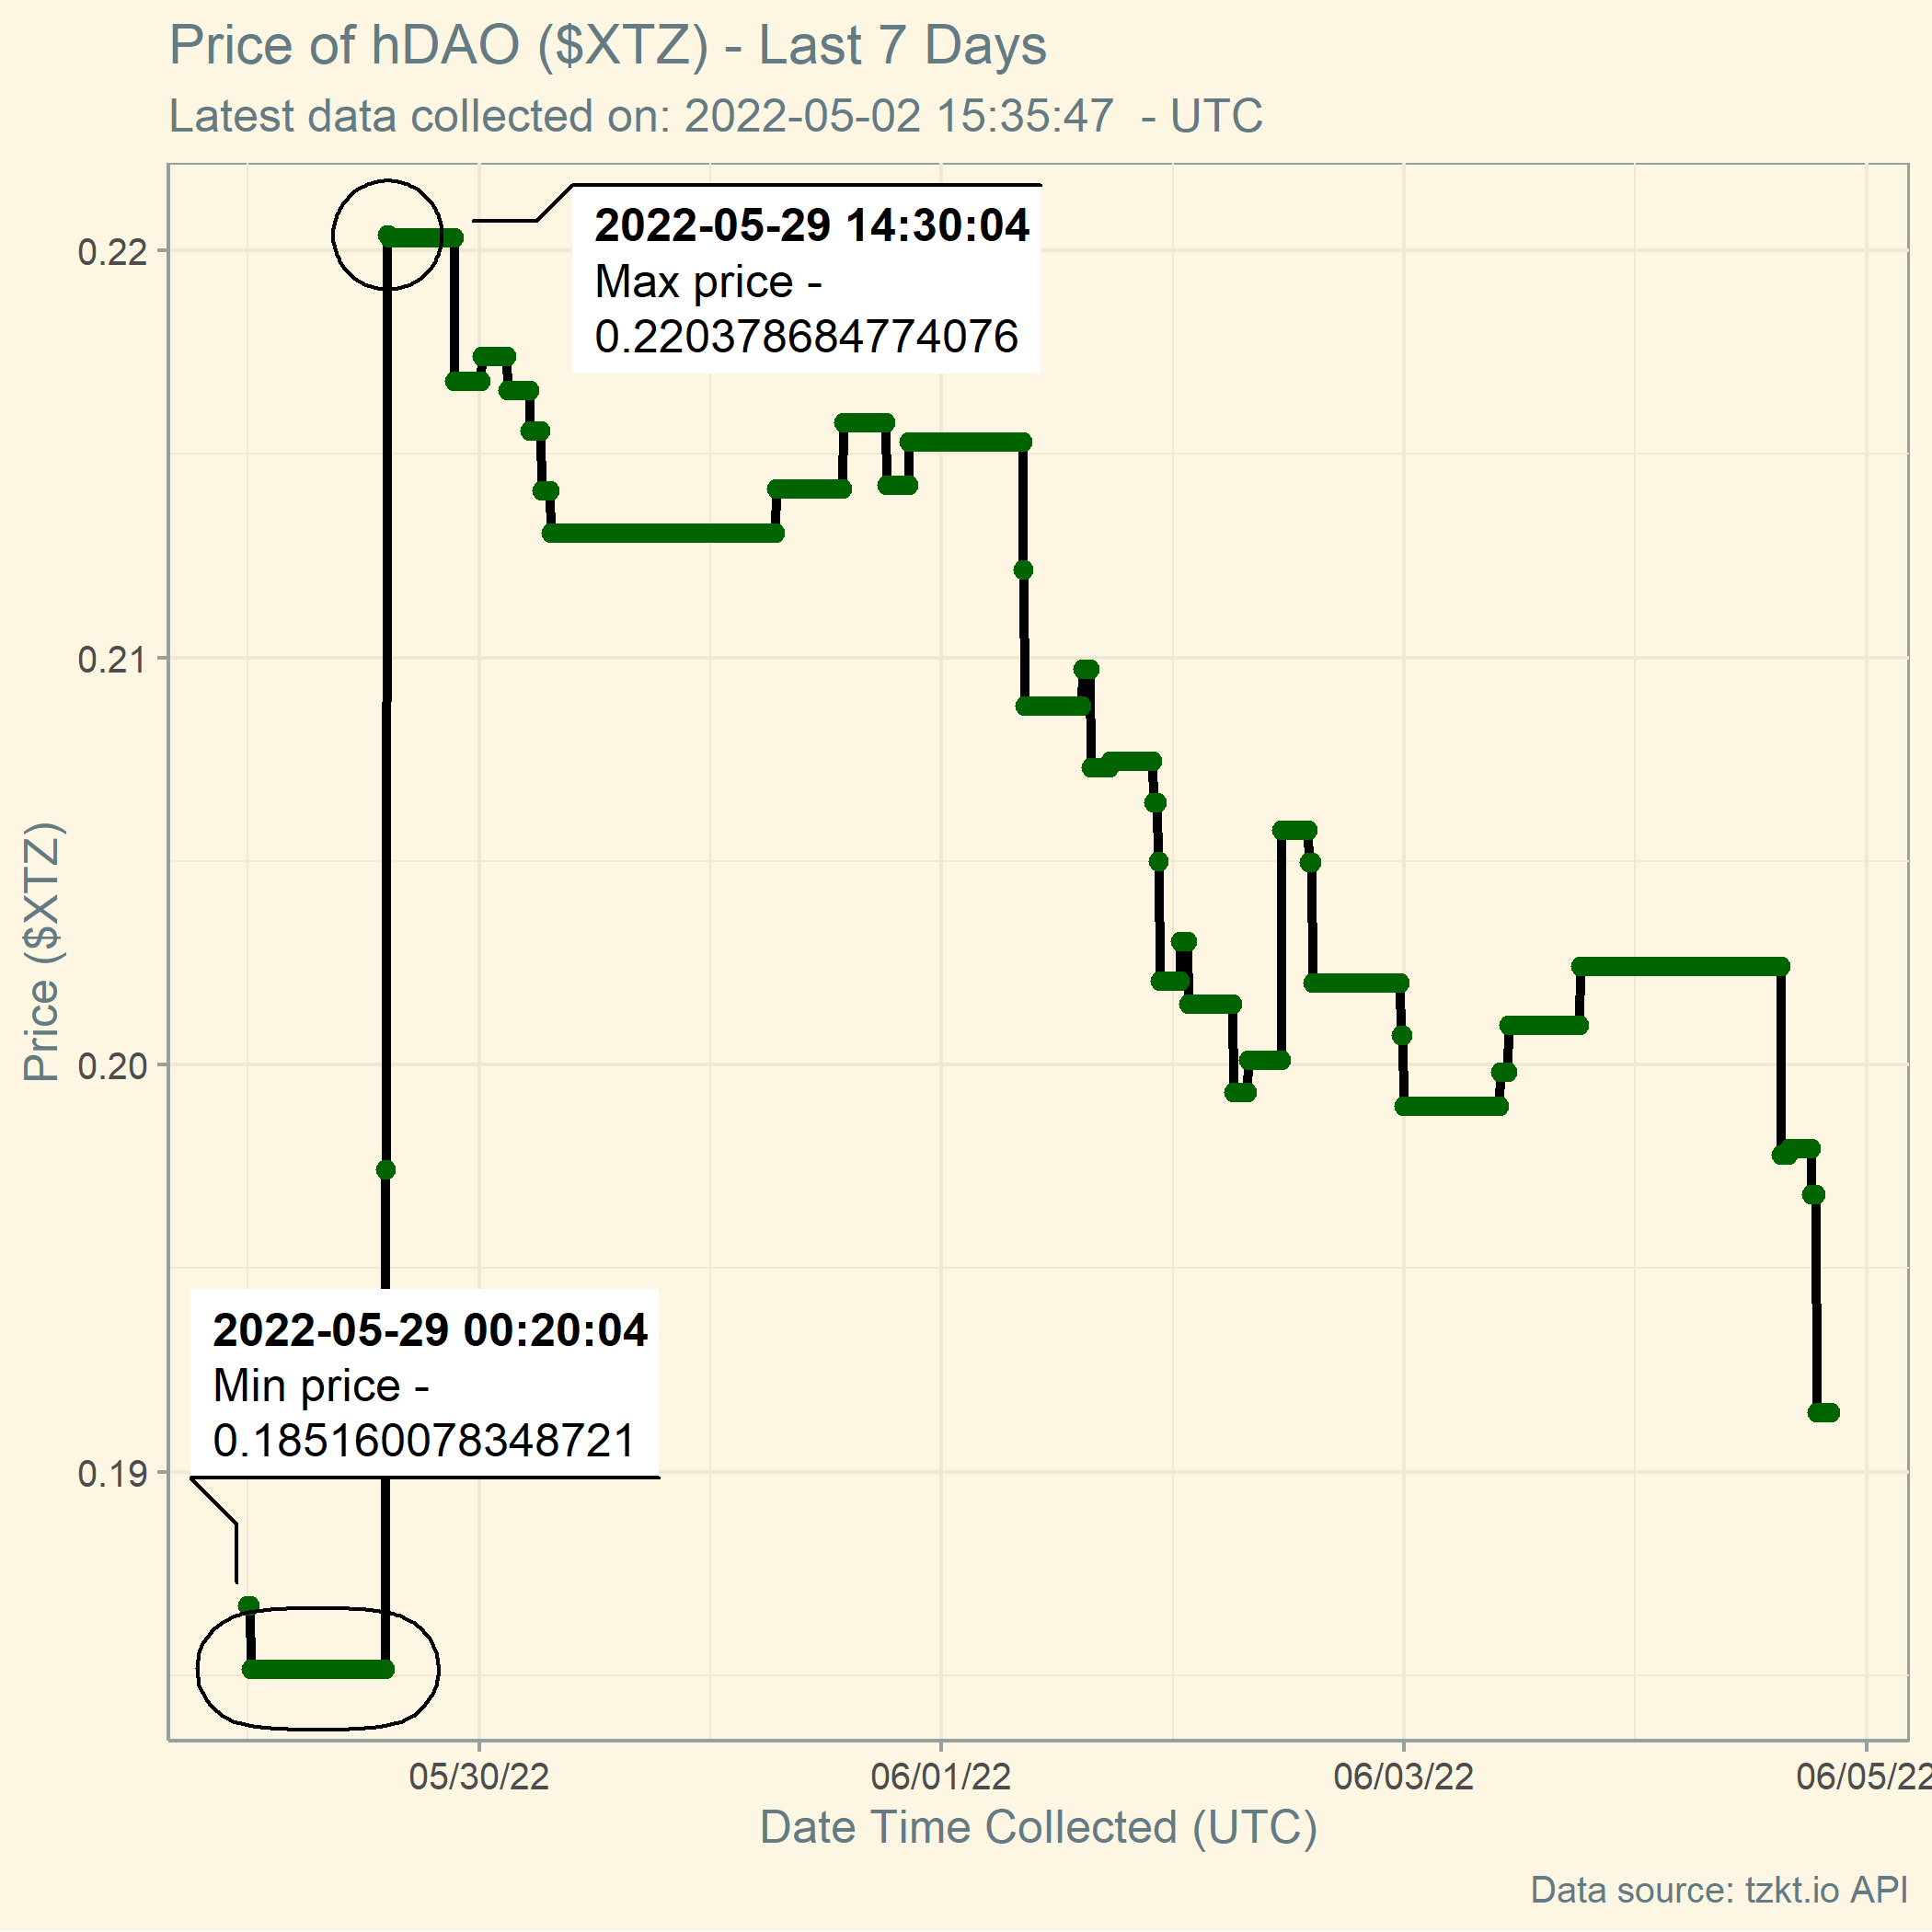 Price of hDAO ($XTZ) - Last 7 Days
Latest data collected on: 2022-05-02 15:35:47  - UTC
2022-05-29 14:30:04
Max price -
0.220378684774076
0.22
0.21
0.20
0.19
Price ($XTZ)
2022-05-29 00:20:04
Min price -
0.185160078348721
05/30/22
06/01/22
06/03/22
06/05/22
Date Time Collected (UTC)
Data source: tzkt.io API